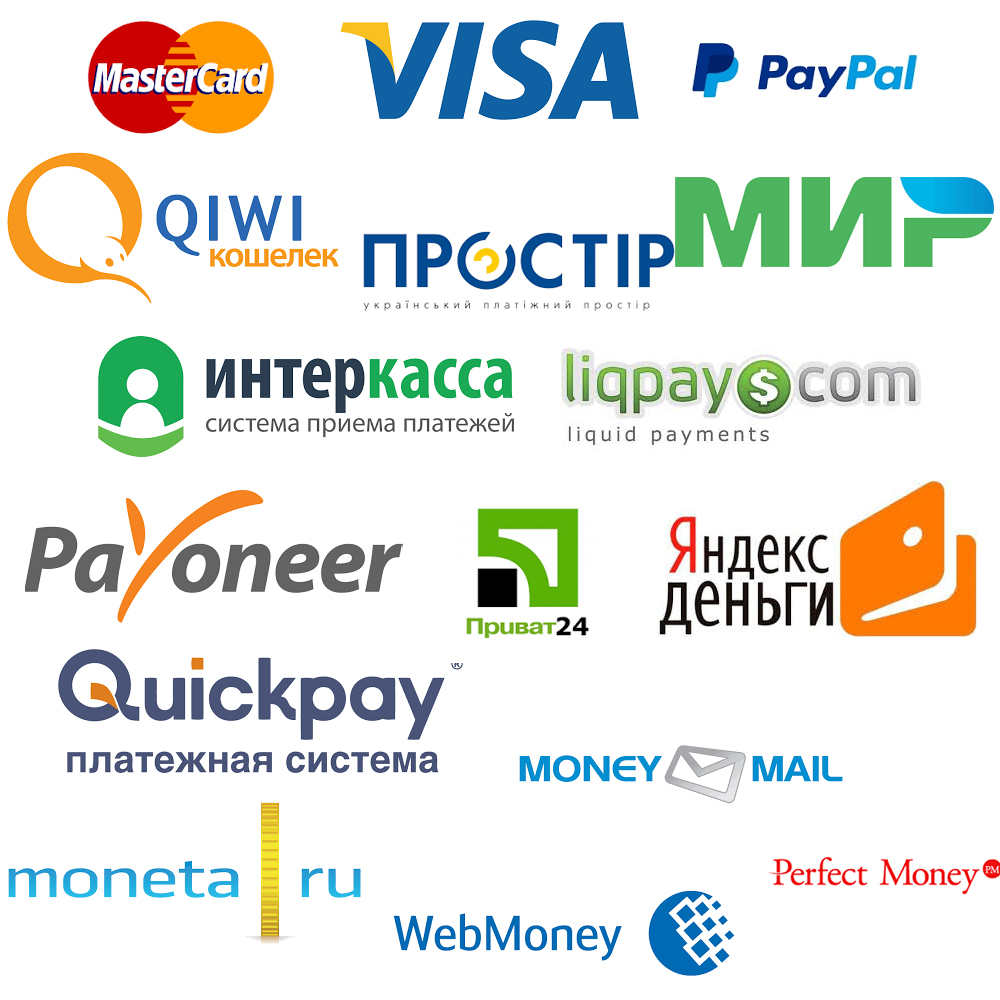 MasterCard
VISA
PayPal
QIWI
кошелек
ПРОСТІР
український платіжний простір
МИР
интеркасса
система приема платежей
liqpay$com
liquid payments
Payoneer
Приват24
Яндекс
деньги
Quickpay®
платежная система
MONEY MAIL
moneta ru
Perfect Money PM
WebMoney